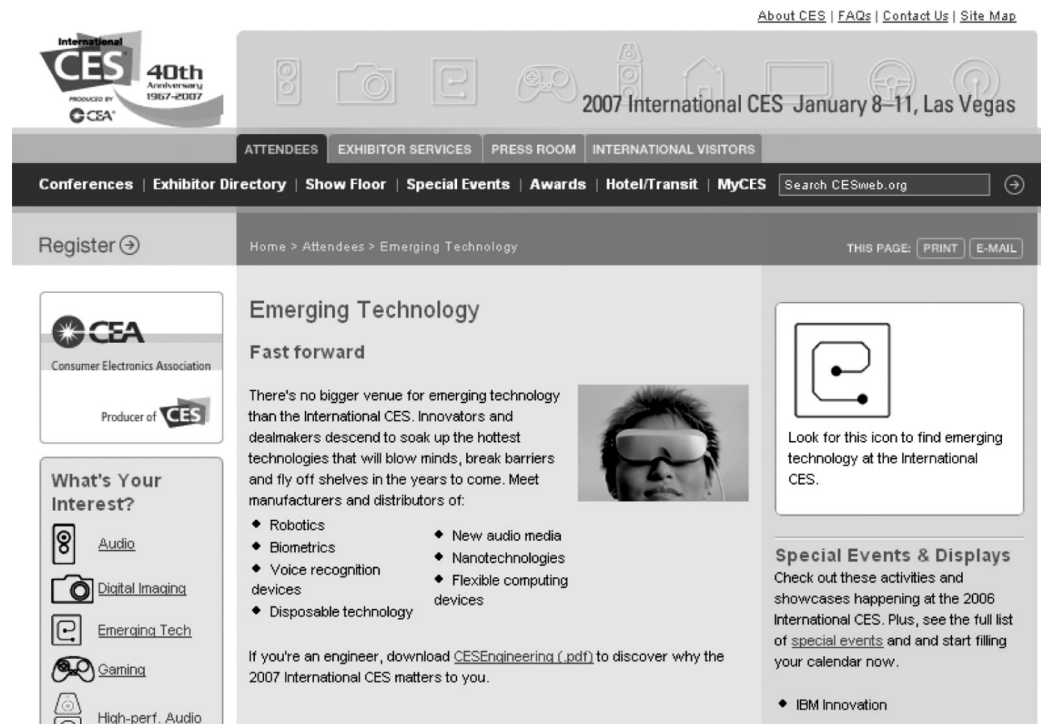 About CES | FAQs | Contact Us | Site Map
International
CES
40th
Anniversary
1967–2007
PRODUCED BY
CEA
2007 International CES January 8–11, Las Vegas
ATTENDEES
EXHIBITOR SERVICES
PRESS ROOM
INTERNATIONAL VISITORS
Conferences | Exhibitor Directory | Show Floor | Special Events | Awards | Hotel/Transit | MyCES
Search CESweb.org
Register
Home > Attendees > Emerging Technology
THIS PAGE: PRINT E-MAIL
CEA
Consumer Electronics Association
Producer of CES
What's Your
Interest?
Audio
Digital Imaging
Emerging Tech
Gaming
High-perf. Audio
Emerging Technology
Fast forward
There's no bigger venue for emerging technology
than the International CES. Innovators and
dealmakers descend to soak up the hottest
technologies that will blow minds, break barriers
and fly off shelves in the years to come. Meet
manufacturers and distributors of:
◆ Robotics
◆ Biometrics
◆ Voice recognition
devices
◆ Disposable technology
◆ New audio media
◆ Nanotechnologies
◆ Flexible computing
devices
If you're an engineer, download CESEngineering (.pdf) to discover why the
2007 International CES matters to you.
Look for this icon to find emerging
technology at the International
CES.
Special Events & Displays
Check out these activities and
showcases happening at the 2006
International CES. Plus, see the full list
of special events and and start filling
your calendar now.
◆ IBM Innovation